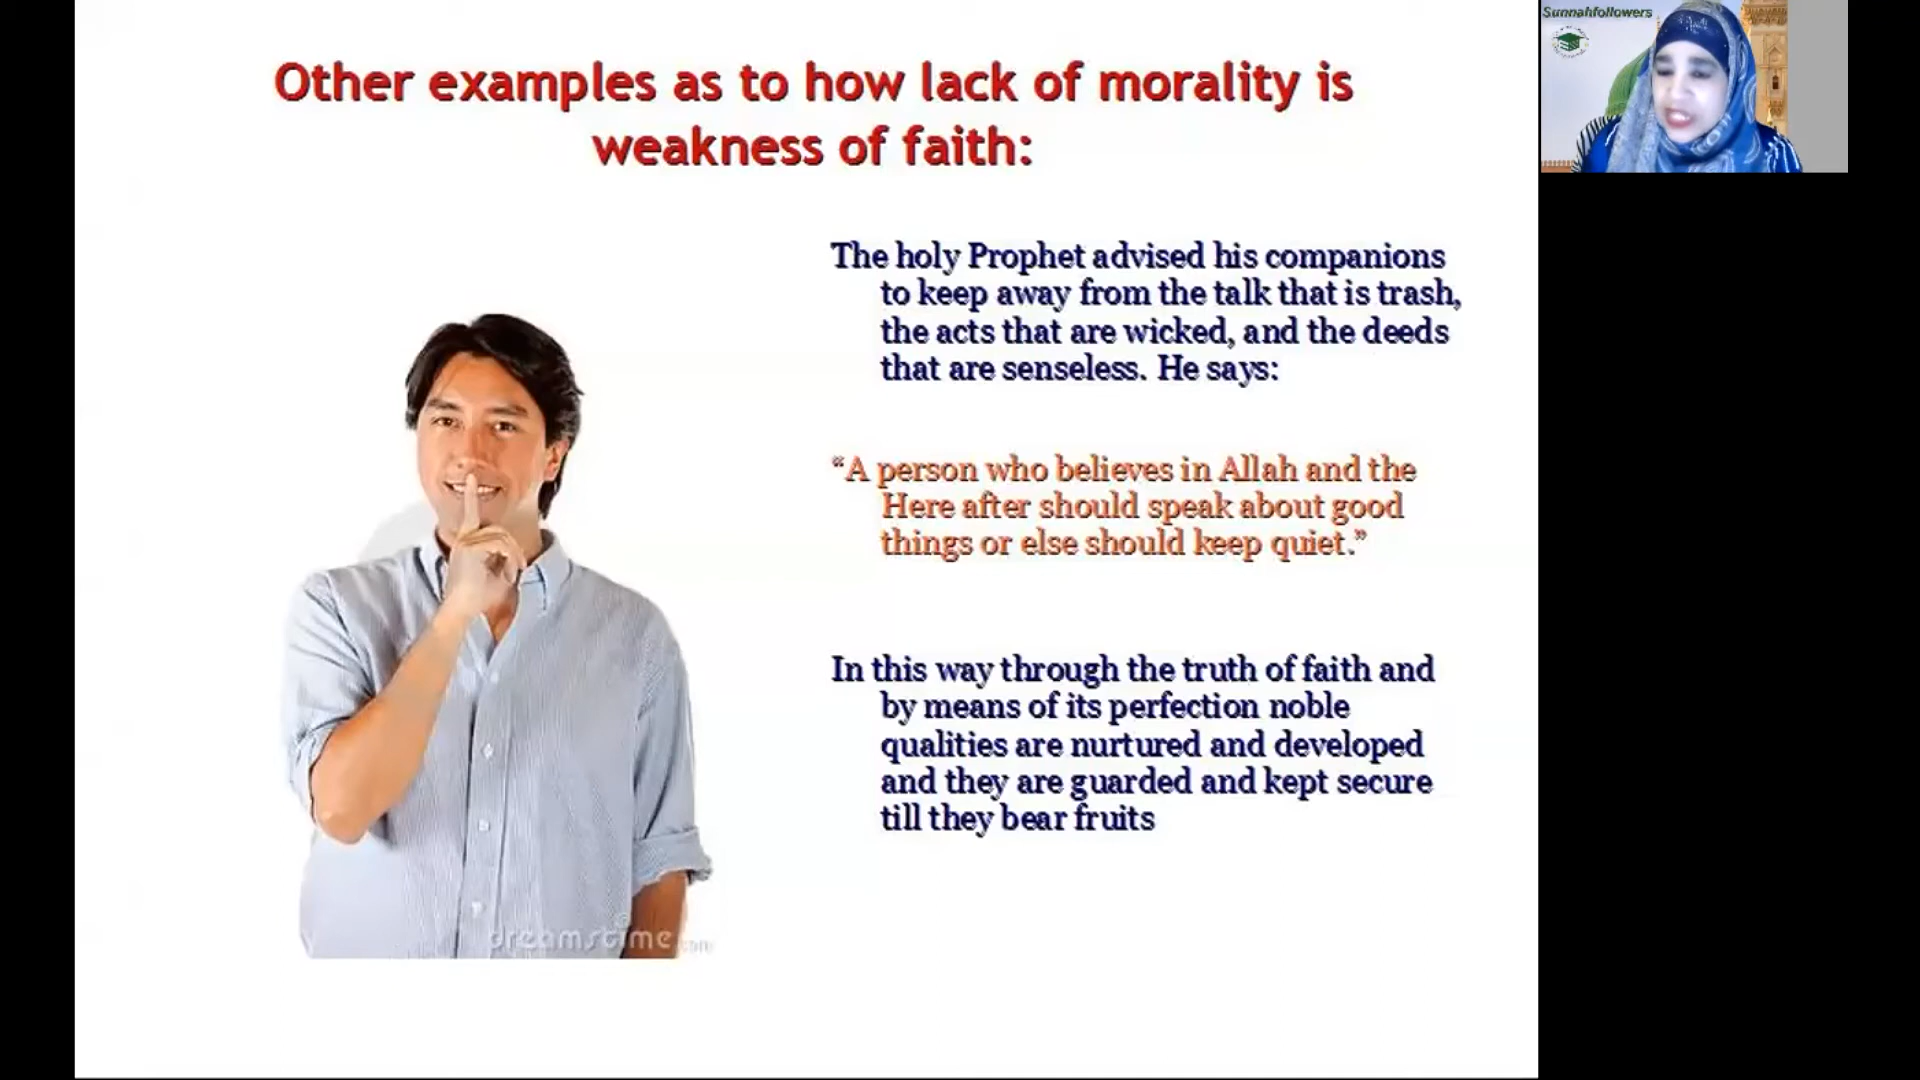 Sunnahfollowers
Other examples as to how lack of morality is
weakness of faith:
The holy Prophet advised his companions
to keep away from the talk that is trash,
the acts that are wicked, and the deeds
that are senseless. He says:
“A person who believes in Allah and the
Here after should speak about good
things or else should keep quiet.”
In this way through the truth of faith and
by means of its perfection noble
qualities are nurtured and developed
and they are guarded and kept secure
till they bear fruits
dreamstime.com